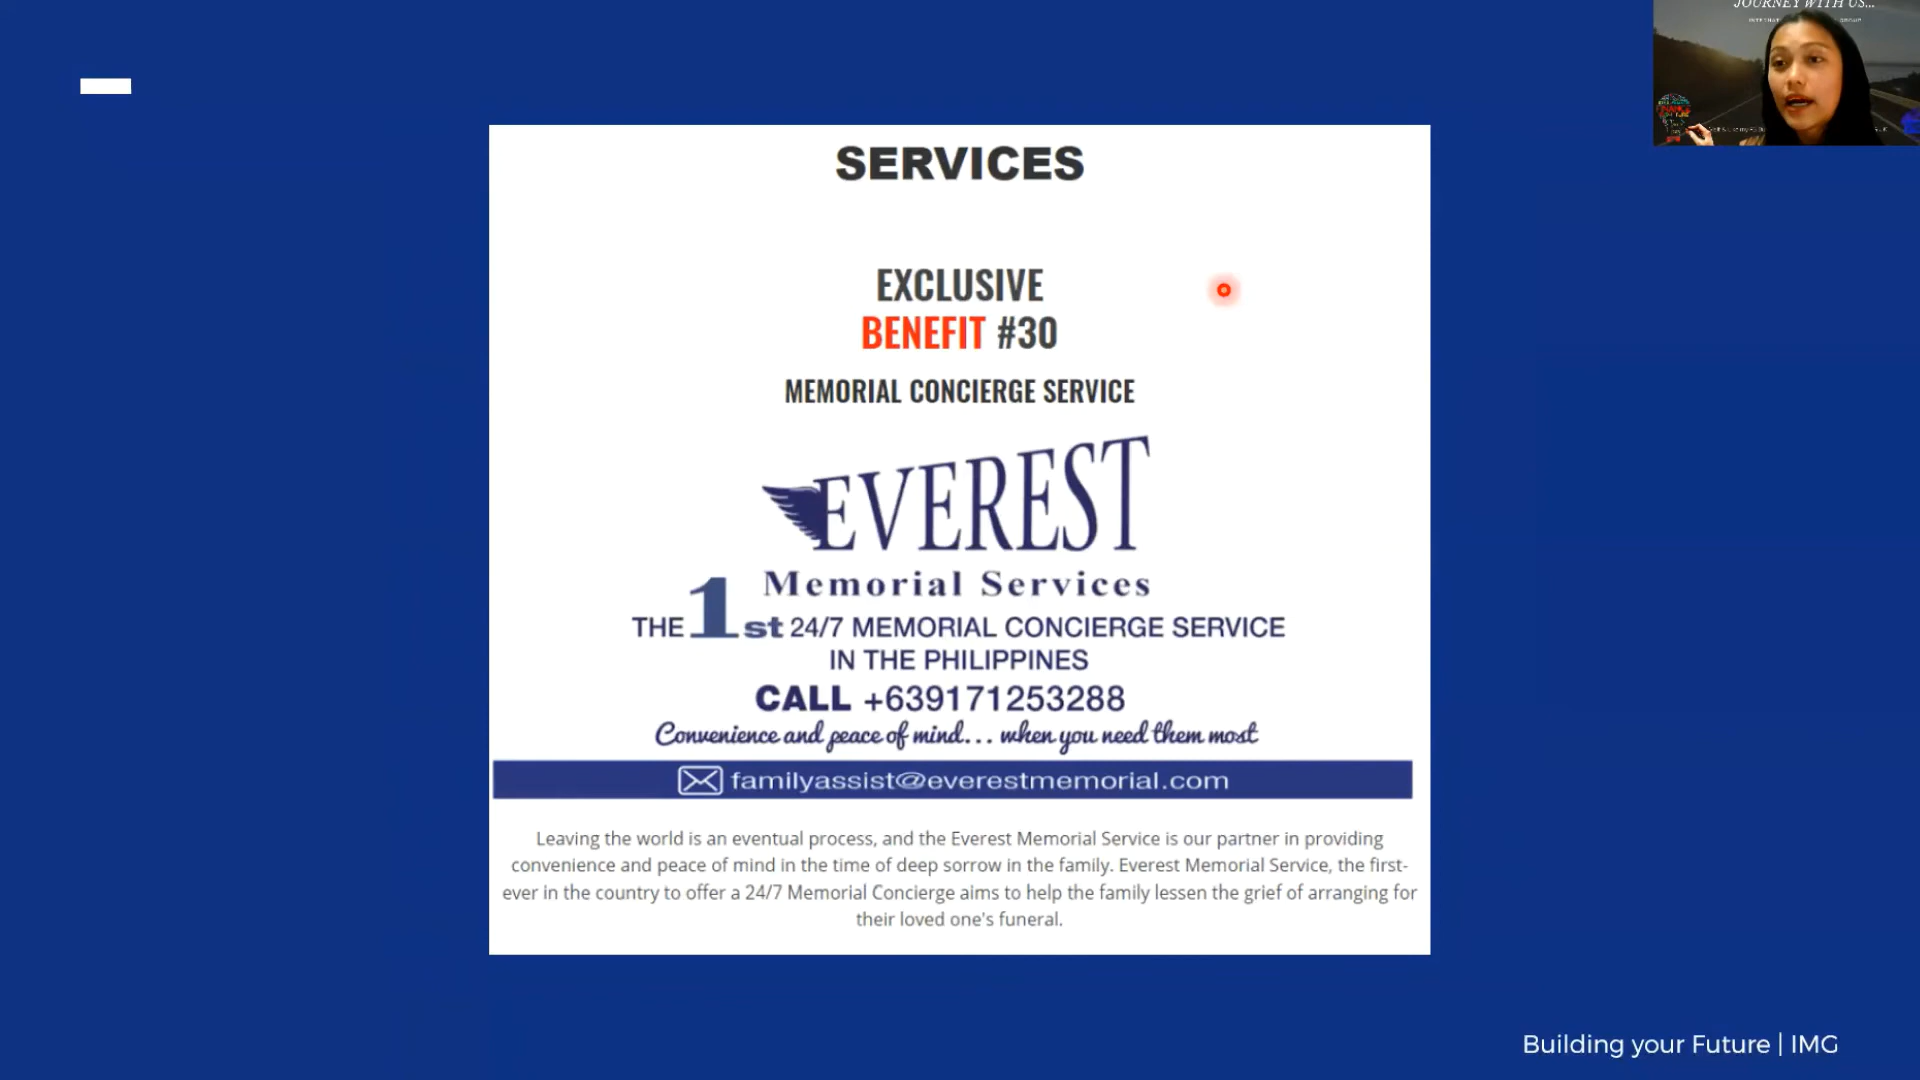 JOURNEY WITH US...
SERVICES
EXCLUSIVE
BENEFIT #30
MEMORIAL CONCIERGE SERVICE
EVEREST
Memorial Services
THE 1st 24/7 MEMORIAL CONCIERGE SERVICE
IN THE PHILIPPINES
CALL +639171253288
Convenience and peace of mind... when you need them most
familyassist@everestmemorial.com
Leaving the world is an eventual process, and the Everest Memorial Service is our partner in providing
convenience and peace of mind in the time of deep sorrow in the family. Everest Memorial Service, the first-
ever in the country to offer a 24/7 Memorial Concierge aims to help the family lessen the grief of arranging for
their loved one's funeral.
Building your Future | IMG